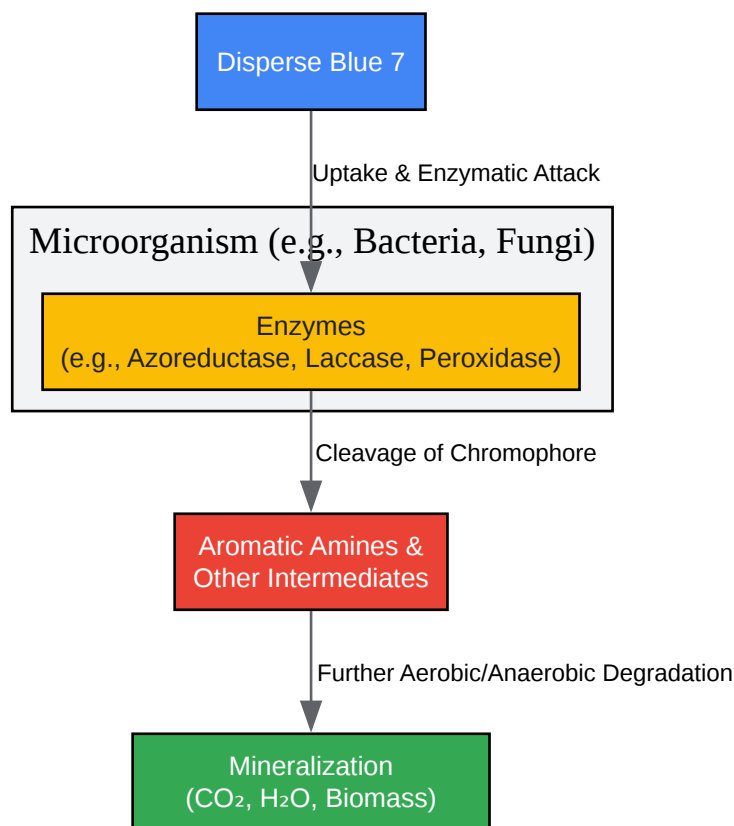 Disperse Blue 7
Uptake & Enzymatic Attack
Microorganism (e.g., Bacteria, Fungi)
Enzymes
(e.g., Azoreductase, Laccase, Peroxidase)
Cleavage of Chromophore
Aromatic Amines &
Other Intermediates
Further Aerobic/Anaerobic Degradation
Mineralization
(CO₂, H₂O, Biomass)